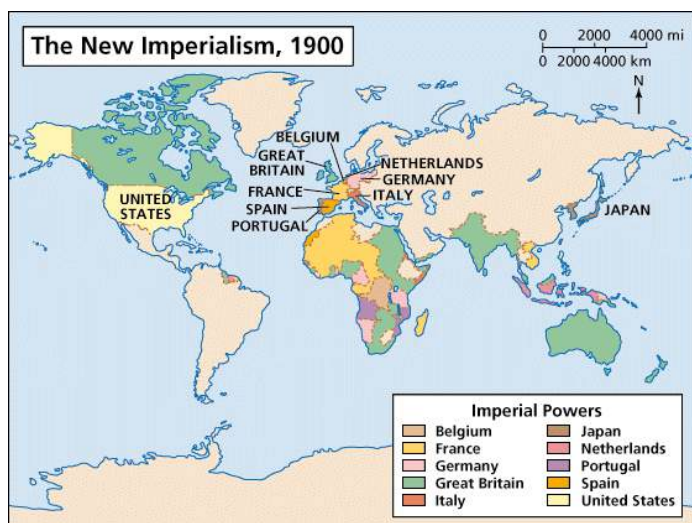 The New Imperialism, 1900
0 2000 4000 mi
0 2000 4000 km
N
BELGIUM
GREAT
BRITAIN
NETHERLANDS
GERMANY
FRANCE
ITALY
SPAIN
PORTUGAL
UNITED
STATES
JAPAN
Imperial Powers
Belgium
France
Germany
Great Britain
Italy
Japan
Netherlands
Portugal
Spain
United States